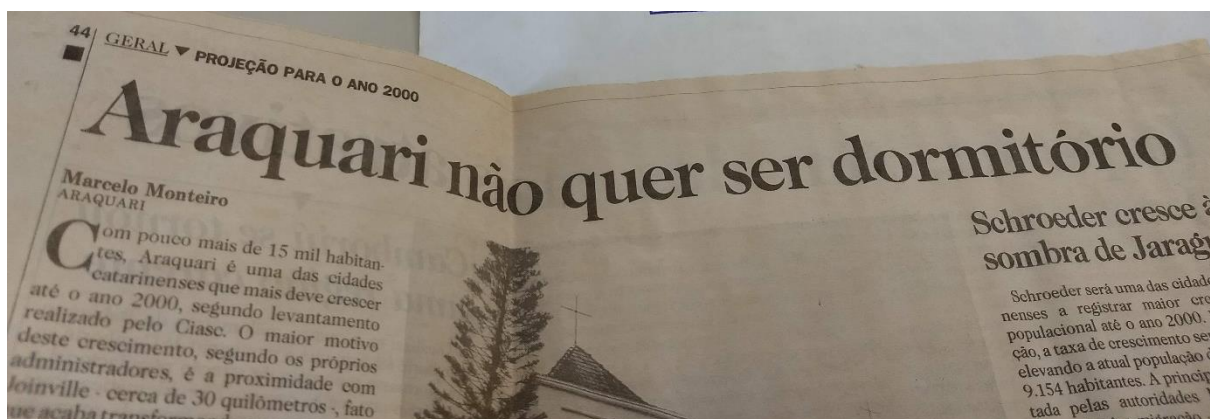 44 GERAL ▼ PROJEÇÃO PARA O ANO 2000
Araquari não quer ser dormitório
Marcelo Monteiro
ARAQUARI
Com pouco mais de 15 mil habitan-
tes, Araquari é uma das cidades
catarinenses que mais deve crescer
até o ano 2000, segundo levantamento
realizado pelo Ciasc. O maior motivo
deste crescimento, segundo os próprios
administradores, é a proximidade com
Joinville - cerca de 30 quilômetros -, fato
que acaba
Schroeder cresce à
sombra de Jarag
Schroeder será uma das cidade
nenses a registrar maior cre
populacional até o ano 2000.
ção, a taxa de crescimento se
elevando a atual população
9.154 habitantes. A princip
tada pelas autoridades